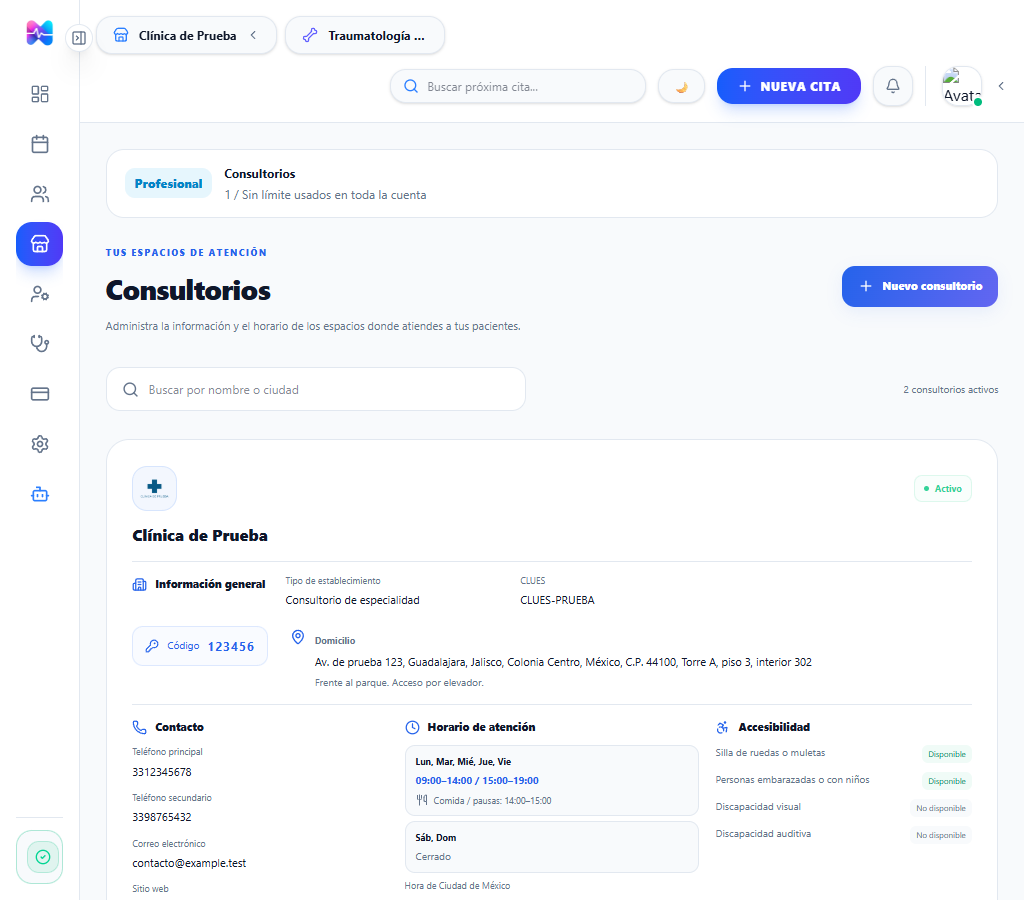 Clínica de Prueba
Traumatología ...
Buscar próxima cita...
NUEVA CITA
Avata
Profesional
Consultorios
1 / Sin límite usados en toda la cuenta
TUS ESPACIOS DE ATENCIÓN
Consultorios
Nuevo consultorio
Administra la información y el horario de los espacios donde atiendes a tus pacientes.
Buscar por nombre o ciudad
2 consultorios activos
Activo
Clínica de Prueba
Información general
Tipo de establecimiento
CLUES
Consultorio de especialidad
CLUES-PRUEBA
Código 123456
Domicilio
Av. de prueba 123, Guadalajara, Jalisco, Colonia Centro, México, C.P. 44100, Torre A, piso 3, interior 302
Frente al parque. Acceso por elevador.
Contacto
Teléfono principal
3312345678
Teléfono secundario
3398765432
Correo electrónico
contacto@example.test
Sitio web
Horario de atención
Lun, Mar, Mié, Jue, Vie
09:00–14:00 / 15:00–19:00
Comida / pausas: 14:00–15:00
Sáb, Dom
Cerrado
Hora de Ciudad de México
Accesibilidad
Silla de ruedas o muletas Disponible
Personas embarazadas o con niños Disponible
Discapacidad visual No disponible
Discapacidad auditiva No disponible